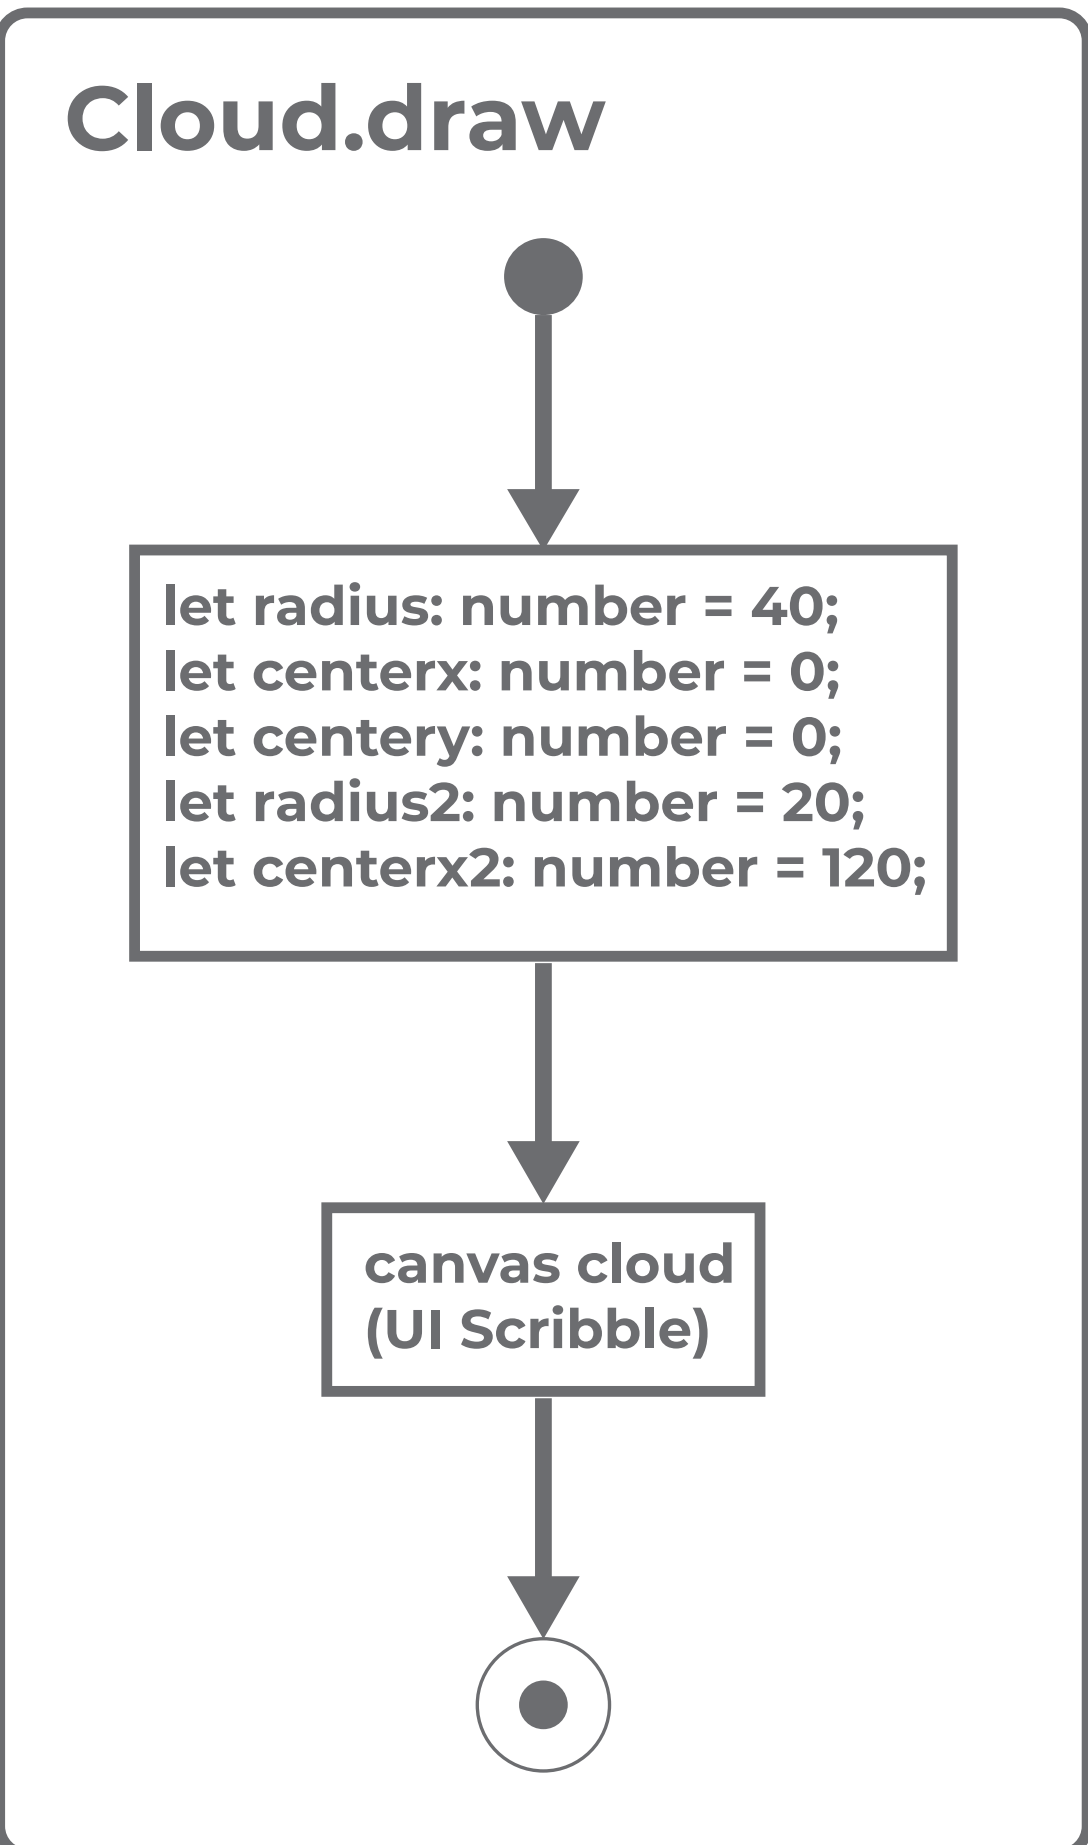 Cloud.draw
let radius: number = 40;
let centerx: number = 0;
let centery: number = 0;
let radius2: number = 20;
let centerx2: number = 120;
canvas cloud
(UI Scribble)